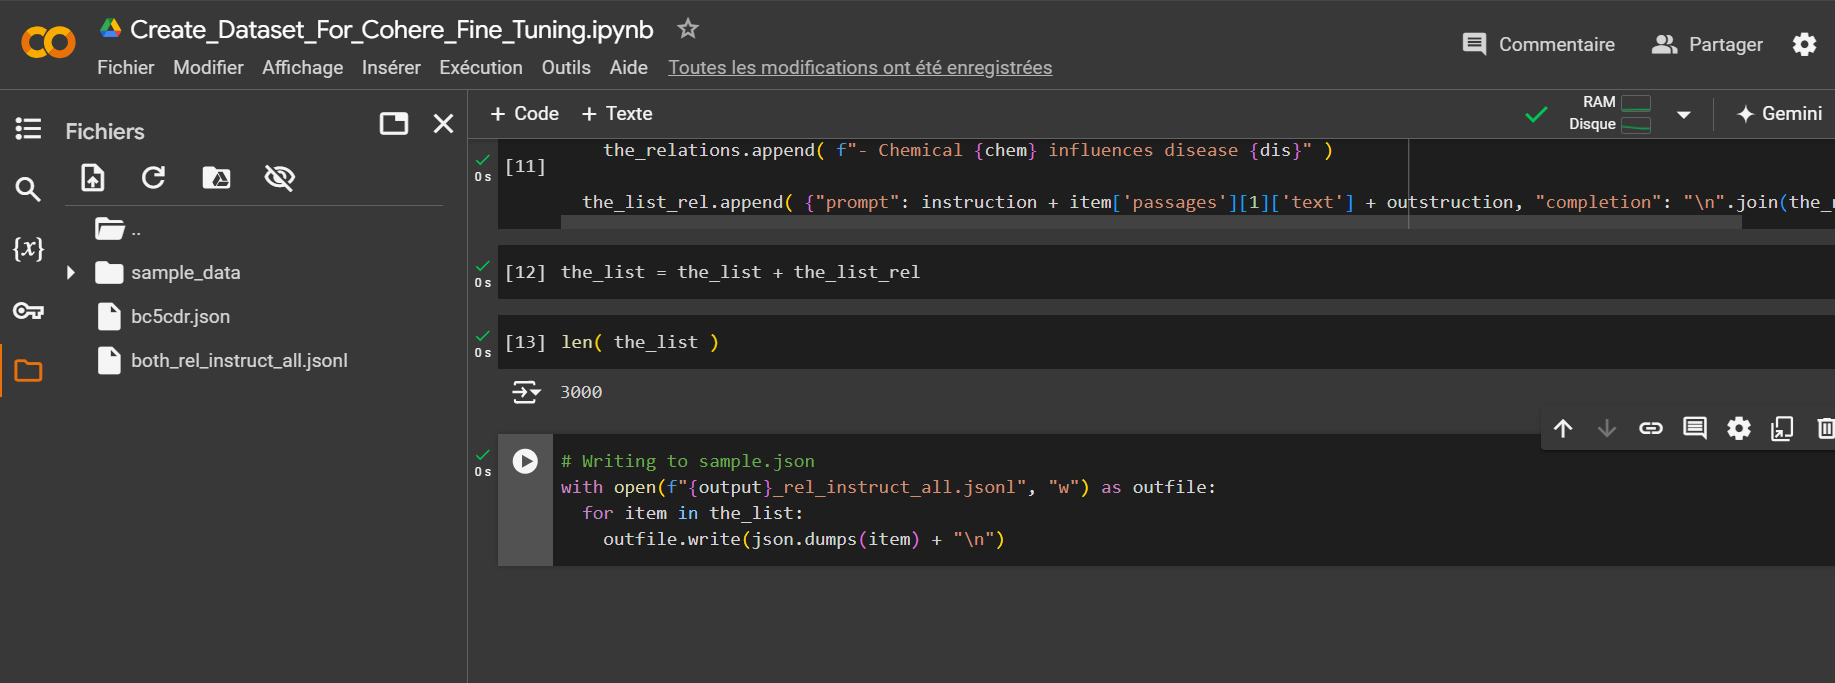 Create_Dataset_For_Cohere_Fine_Tuning.ipynb
Commentaire
Partager
Fichier Modifier Affichage Insérer Exécution Outils Aide Toutes les modifications ont été enregistrées
Fichiers
..
sample_data
bc5cdr.json
both_rel_instruct_all.jsonl
+ Code + Texte
RAM
Disque
Gemini
0 s
[11]
the_relations.append( f"- Chemical {chem} influences disease {dis}" )
the_list_rel.append( {"prompt": instruction + item['passages'][1]['text'] + outstruction, "completion": "\n".join(the_
0 s
[12] the_list = the_list + the_list_rel
0 s
[13] len( the_list )
3000
0 s
# Writing to sample.json
with open(f"{output}_rel_instruct_all.jsonl", "w") as outfile:
for item in the_list:
outfile.write(json.dumps(item) + "\n")